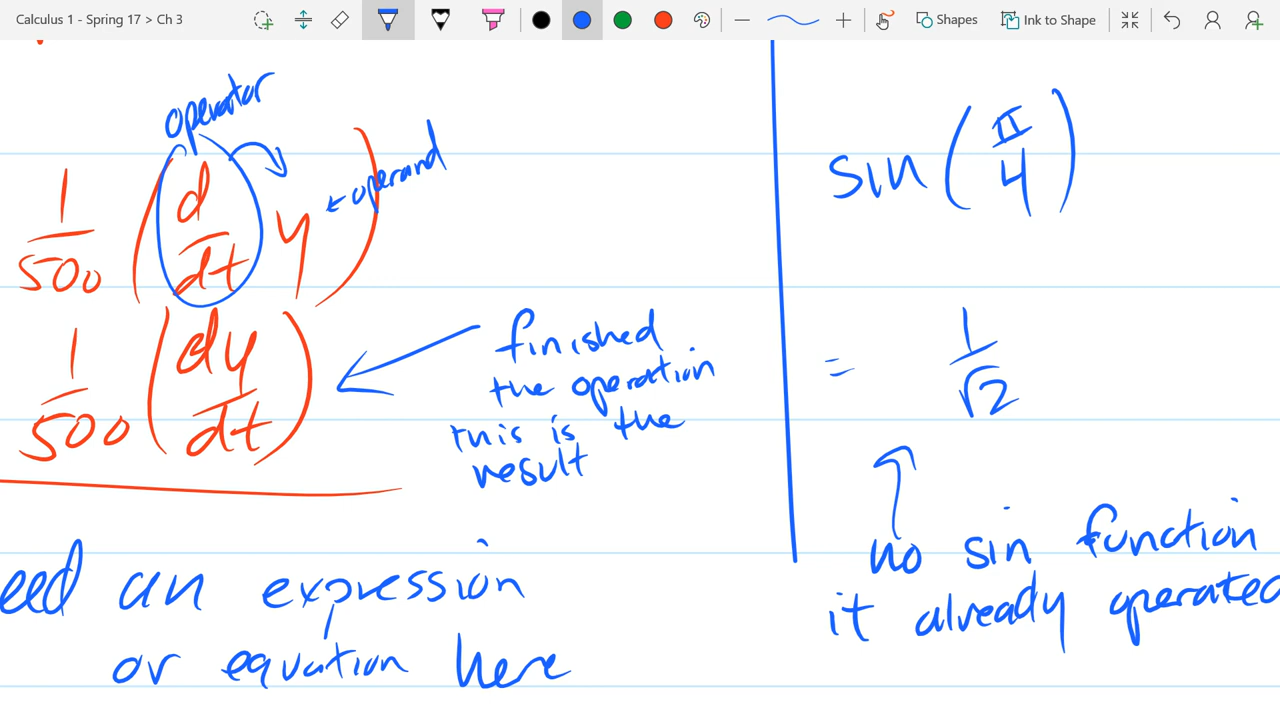 Calculus 1 - Spring 17 > Ch 3
Shapes
Ink to Shape
operator
1/500 (d/dt y)
operand
1/500 (dy/dt)
finished
the operation
this is the
result
eed an expression
or equation here
sin(π/4)
= 1/√2
no sin function
it already operated